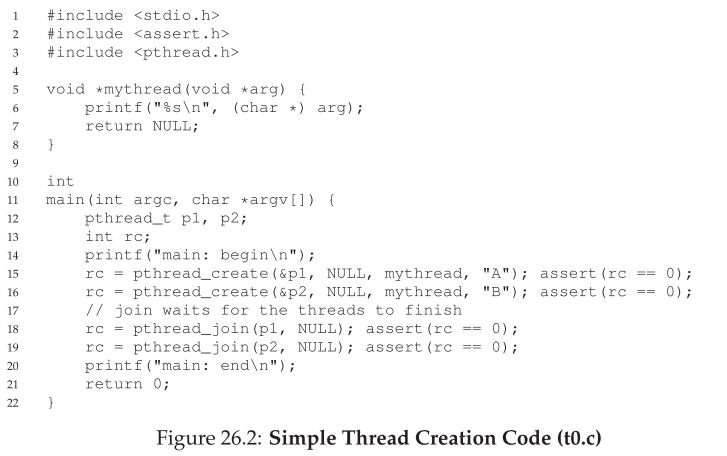 1 #include <stdio.h>
2 #include <assert.h>
3 #include <pthread.h>
4
5 void *mythread(void *arg) {
6     printf("%s\n", (char *) arg);
7     return NULL;
8 }
9
10 int
11 main(int argc, char *argv[]) {
12     pthread_t p1, p2;
13     int rc;
14     printf("main: begin\n");
15     rc = pthread_create(&p1, NULL, mythread, "A"); assert(rc == 0);
16     rc = pthread_create(&p2, NULL, mythread, "B"); assert(rc == 0);
17     // join waits for the threads to finish
18     rc = pthread_join(p1, NULL); assert(rc == 0);
19     rc = pthread_join(p2, NULL); assert(rc == 0);
20     printf("main: end\n");
21     return 0;
22 }
Figure 26.2: Simple Thread Creation Code (t0.c)